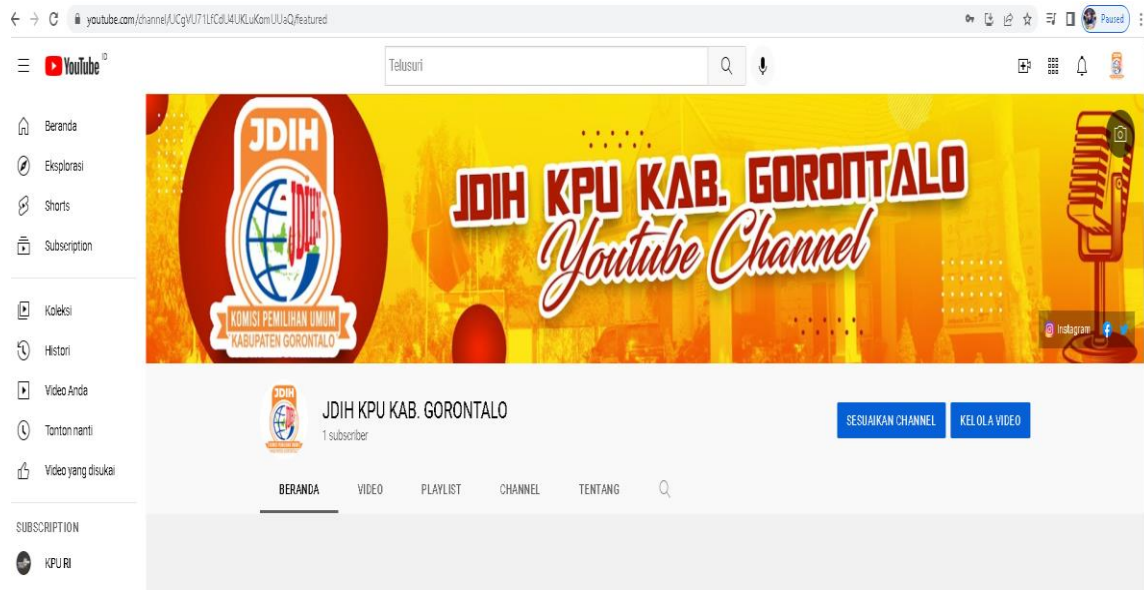 youtube.com/channel/UCgVU71LfCdU4UKLuKomUUaQ/featured
Paused
YouTube ID
Telusuri
Beranda
Eksplorasi
Shorts
Subscription
Koleksi
Histori
Video Anda
Tonton nanti
Video yang disukai
SUBSCRIPTION
KPU RI
JDIH
JDIHN
KOMISI PEMILIHAN UMUM
KABUPATEN GORONTALO
JDIH KPU KAB. GORONTALO
Youtube Channel
Instagram
JDIH
JDIH KPU KAB. GORONTALO
1 subscriber
SESUAIKAN CHANNEL
KELOLA VIDEO
BERANDA VIDEO PLAYLIST CHANNEL TENTANG